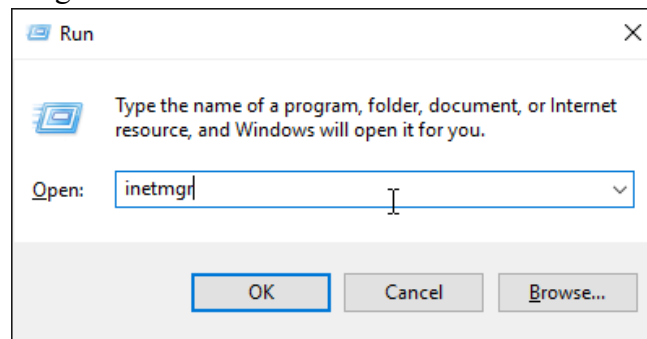 Run
Type the name of a program, folder, document, or Internet
resource, and Windows will open it for you.
Open: inetmgr
OK Cancel Browse...